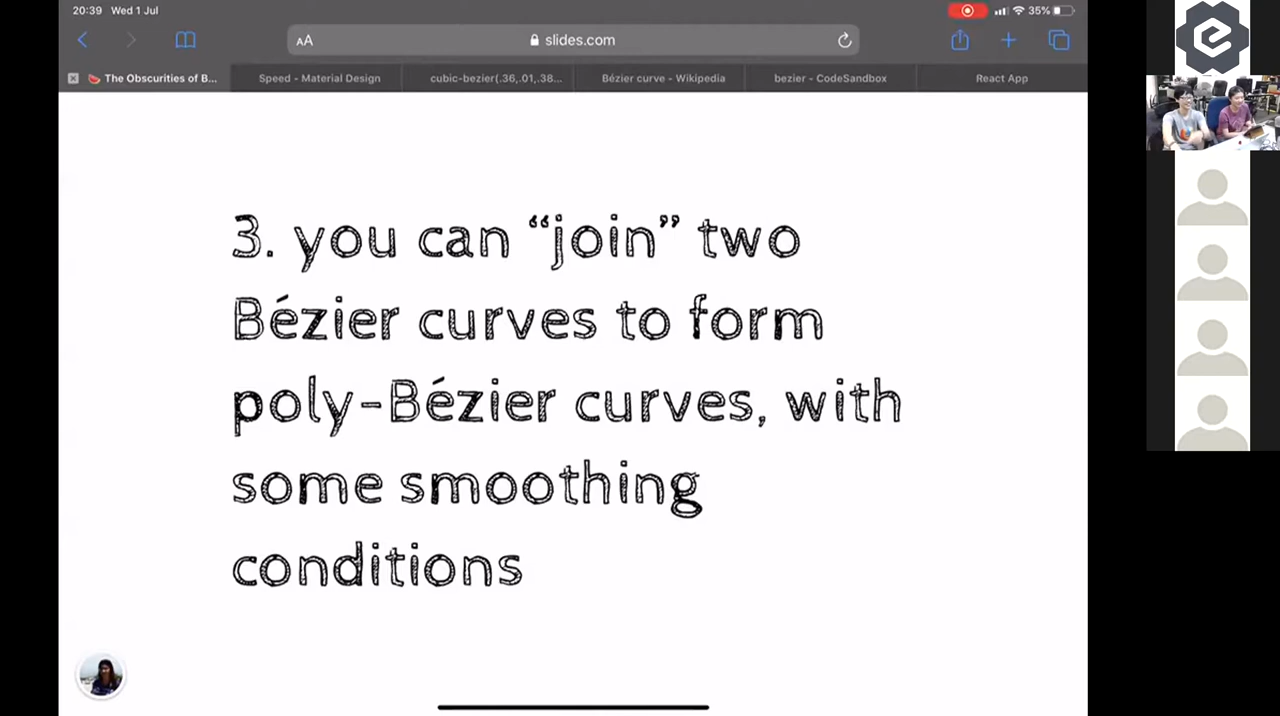 20:39 Wed 1 Jul
35%
AA
slides.com
The Obscurities of B...
Speed - Material Design
cubic-bezier(.36,.01,.38...
Bézier curve - Wikipedia
bezier - CodeSandbox
React App
3. you can “join” two
Bézier curves to form
poly-Bézier curves, with
some smoothing
conditions